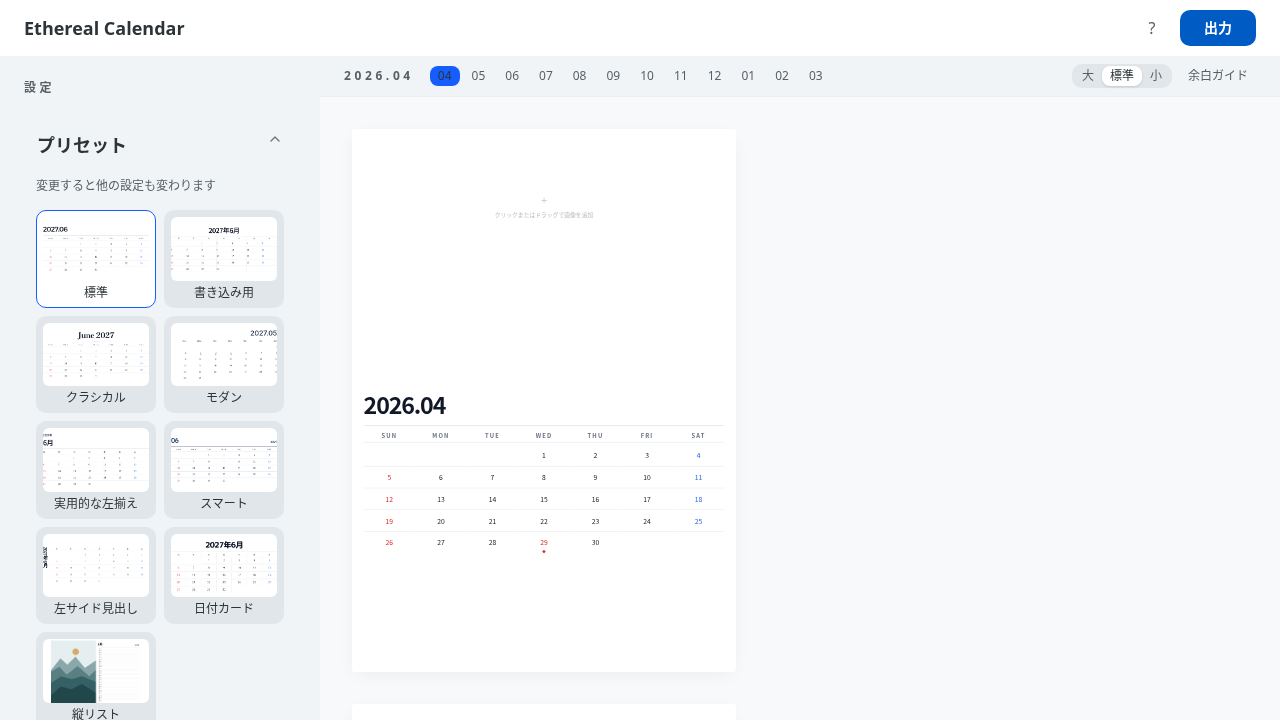 Ethereal Calendar
?
出力
設定
2026.04 04 05 06 07 08 09 10 11 12 01 02 03
大 標準 小 余白ガイド
プリセット
変更すると他の設定も変わります
2027.06
標準
2027年6月
書き込み用
June 2027
クラシカル
2027.05
モダン
6月
実用的な左揃え
06
スマート
左サイド見出し
2027年6月
日付カード
縦リスト
+
クリックまたはドラッグで画像を追加
2026.04
SUN MON TUE WED THU FRI SAT
1 2 3 4
5 6 7 8 9 10 11
12 13 14 15 16 17 18
19 20 21 22 23 24 25
26 27 28 29 30